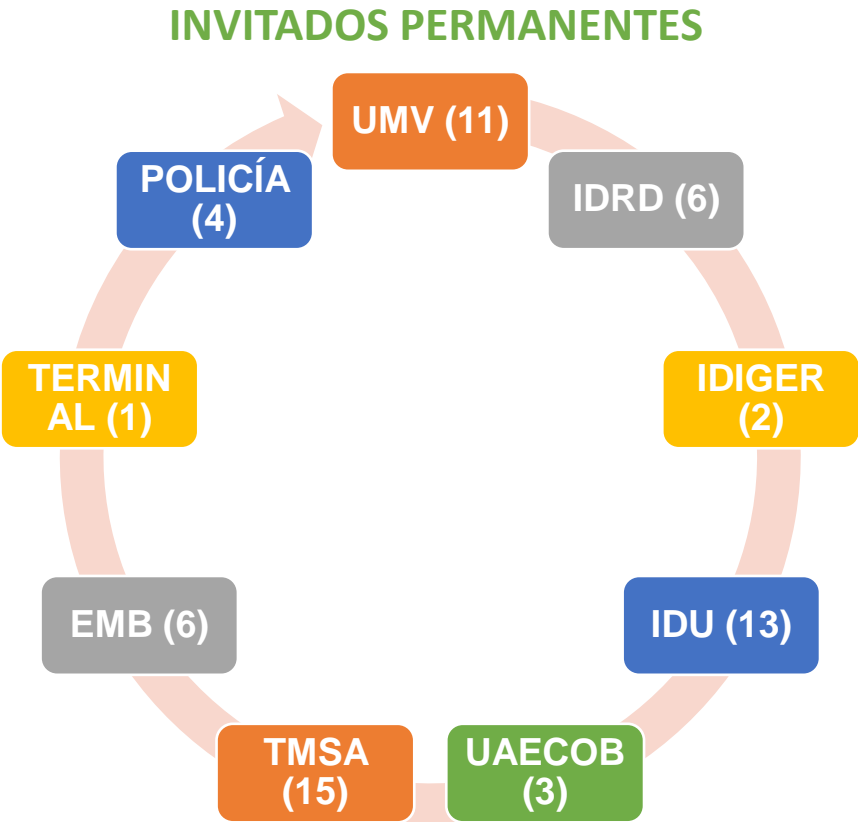 INVITADOS PERMANENTES
UMV (11)
IDRD (6)
IDIGER
(2)
IDU (13)
UAECOB
(3)
TMSA
(15)
EMB (6)
TERMIN
AL (1)
POLICÍA
(4)